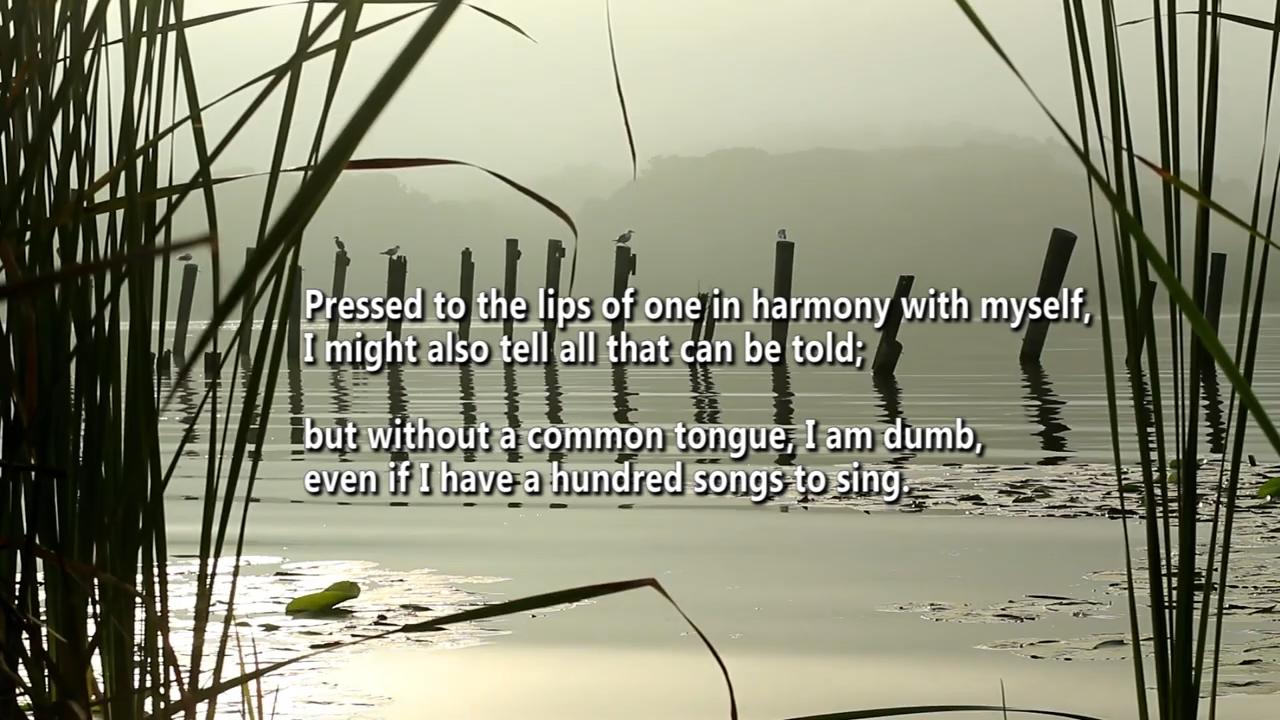 Pressed to the lips of one in harmony with myself,
I might also tell all that can be told;
but without a common tongue, I am dumb,
even if I have a hundred songs to sing.